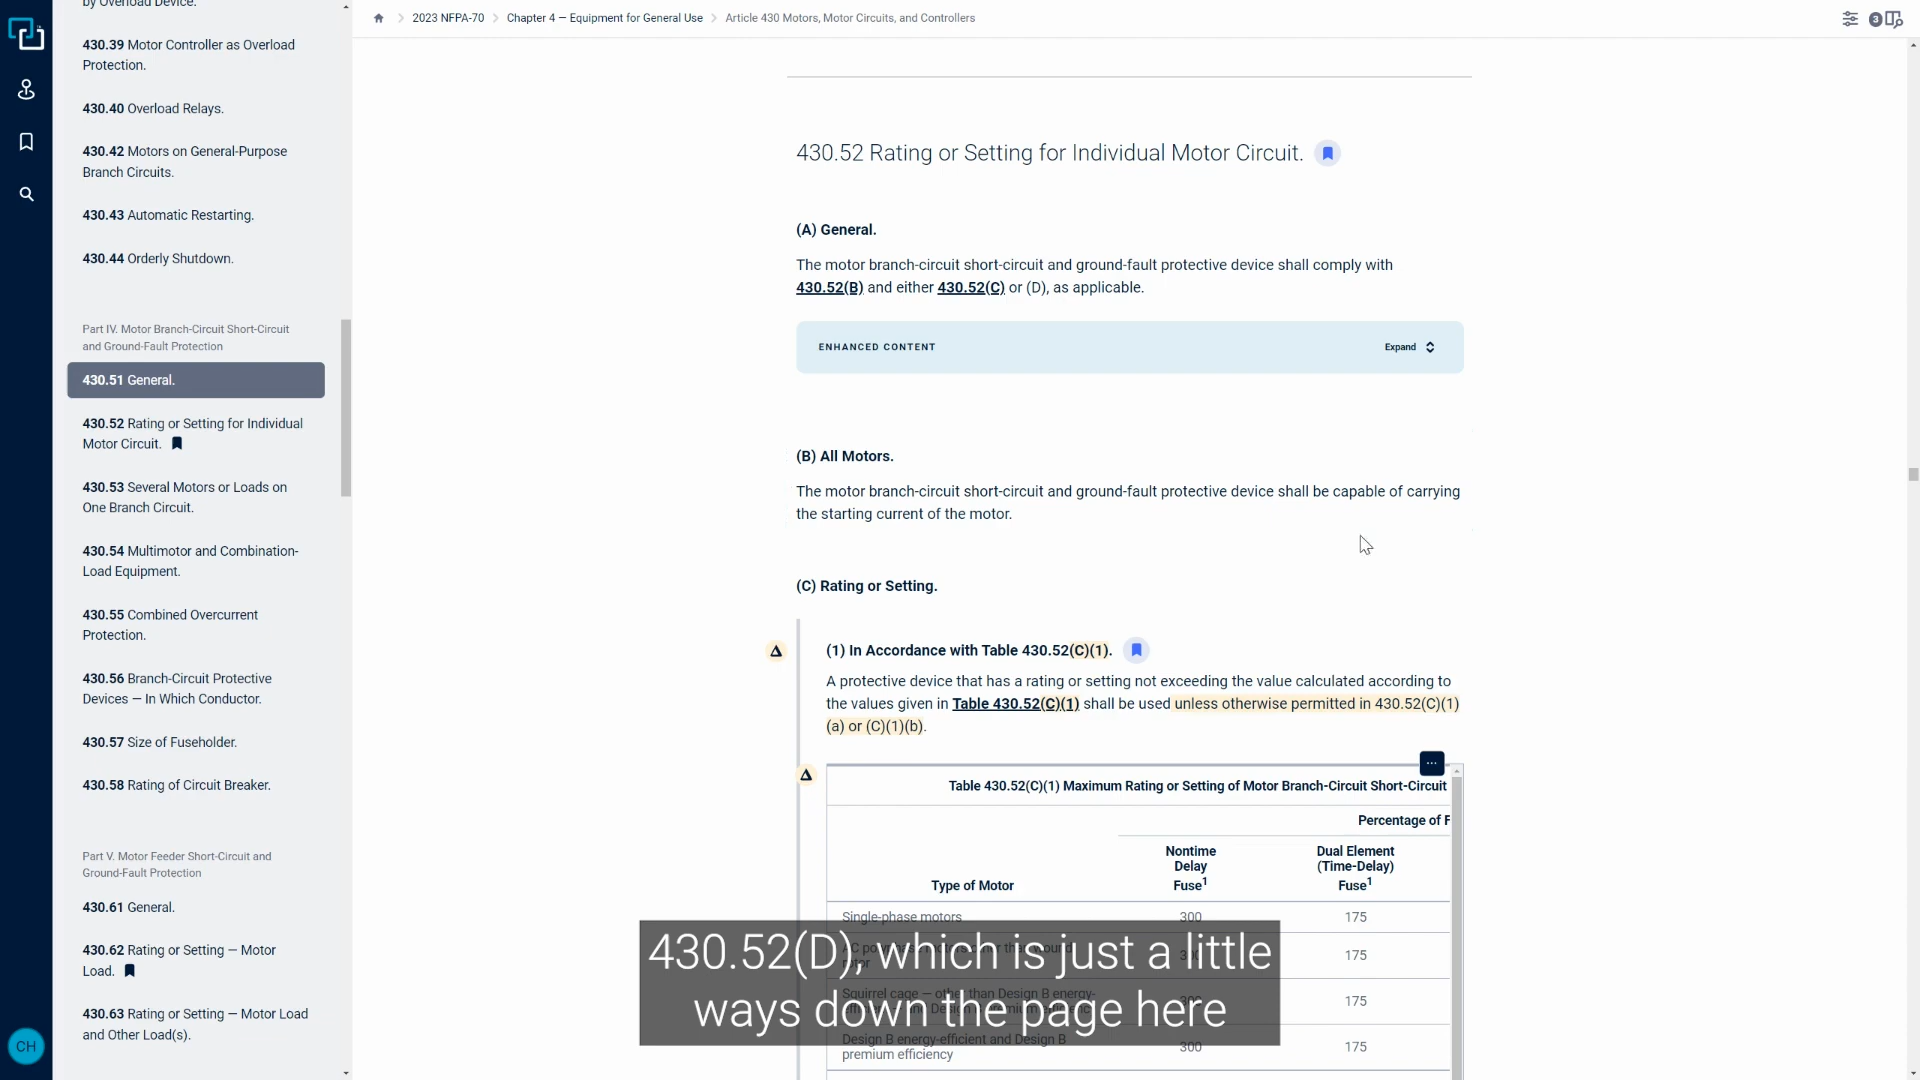 by Overload Device.
430.39 Motor Controller as Overload
Protection.
430.40 Overload Relays.
430.42 Motors on General-Purpose
Branch Circuits.
430.43 Automatic Restarting.
430.44 Orderly Shutdown.
Part IV. Motor Branch-Circuit Short-Circuit
and Ground-Fault Protection
430.51 General.
430.52 Rating or Setting for Individual
Motor Circuit.
430.53 Several Motors or Loads on
One Branch Circuit.
430.54 Multimotor and Combination-
Load Equipment.
430.55 Combined Overcurrent
Protection.
430.56 Branch-Circuit Protective
Devices — In Which Conductor.
430.57 Size of Fuseholder.
430.58 Rating of Circuit Breaker.
Part V. Motor Feeder Short-Circuit and
Ground-Fault Protection
430.61 General.
430.62 Rating or Setting — Motor
Load.
430.63 Rating or Setting — Motor Load
and Other Load(s).
CH
2023 NFPA-70 > Chapter 4 — Equipment for General Use > Article 430 Motors, Motor Circuits, and Controllers
3
430.52 Rating or Setting for Individual Motor Circuit.
(A) General.
The motor branch-circuit short-circuit and ground-fault protective device shall comply with
430.52(B) and either 430.52(C) or (D), as applicable.
ENHANCED CONTENT Expand
(B) All Motors.
The motor branch-circuit short-circuit and ground-fault protective device shall be capable of carrying
the starting current of the motor.
(C) Rating or Setting.
(1) In Accordance with Table 430.52(C)(1).
A protective device that has a rating or setting not exceeding the value calculated according to
the values given in Table 430.52(C)(1) shall be used unless otherwise permitted in 430.52(C)(1)
(a) or (C)(1)(b).
Table 430.52(C)(1) Maximum Rating or Setting of Motor Branch-Circuit Short-Circuit
Percentage of F
Type of Motor
Nontime
Delay
Fuse1
Dual Element
(Time-Delay)
Fuse1
Single-phase motors 300 175
175
Squirrel cage — other than Design B energy- 300 175
Design B energy-efficient and Design B
premium efficiency 300 175
430.52(D), which is just a little
ways down the page here